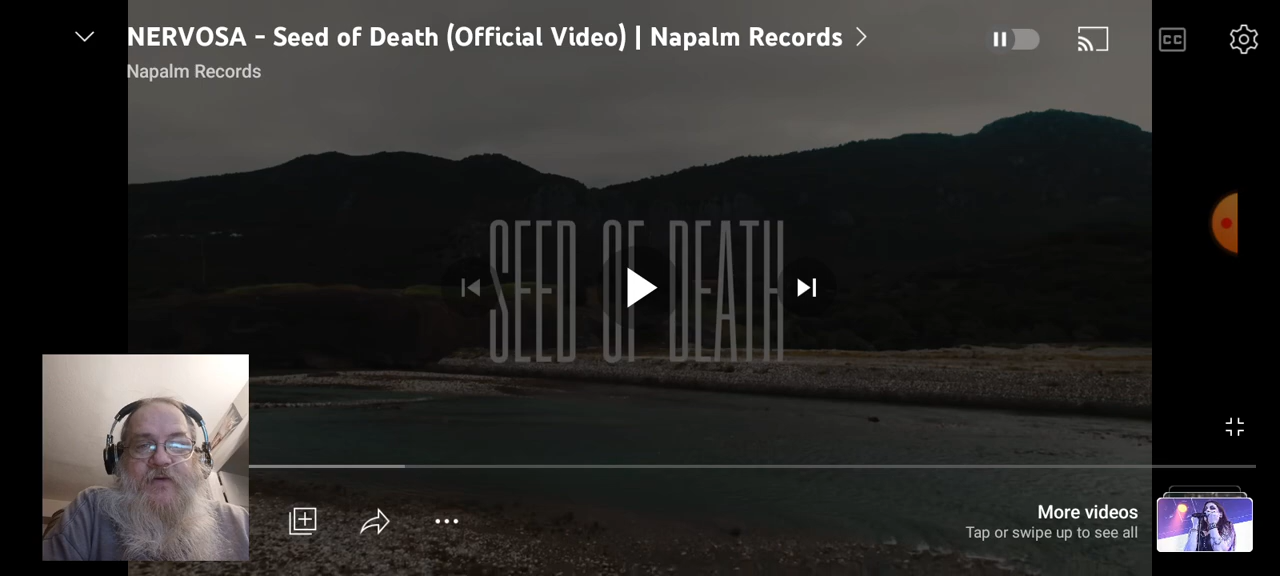 NERVOSA - Seed of Death (Official Video) | Napalm Records
Napalm Records
CC
SEED OF DEATH
More videos
Tap or swipe up to see all